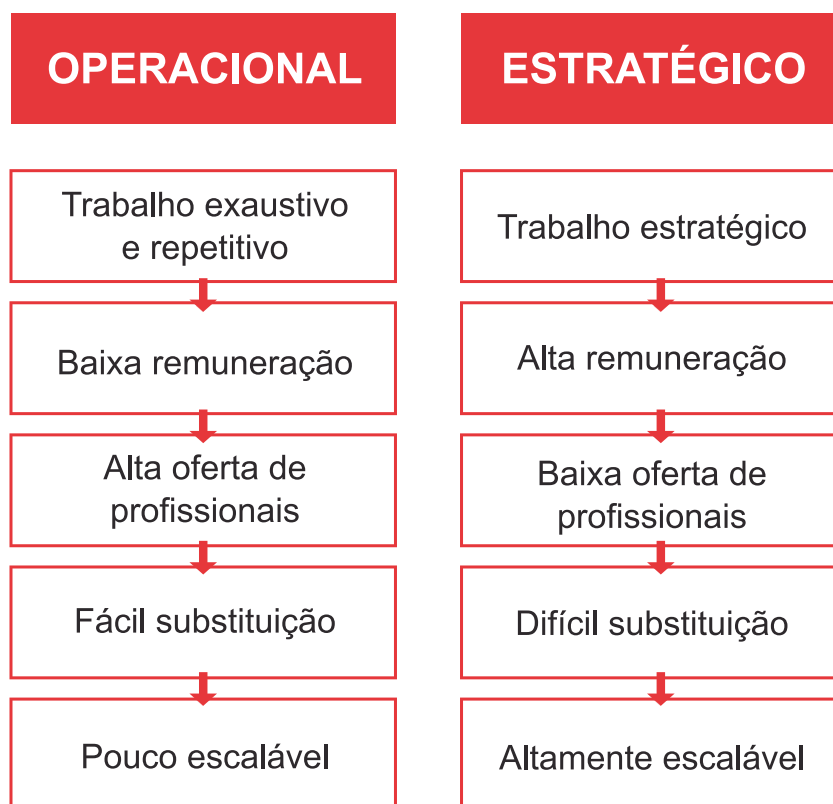 OPERACIONAL
Trabalho exaustivo
e repetitivo
Baixa remuneração
Alta oferta de
profissionais
Fácil substituição
Pouco escalável
ESTRATÉGICO
Trabalho estratégico
Alta remuneração
Baixa oferta de
profissionais
Difícil substituição
Altamente escalável